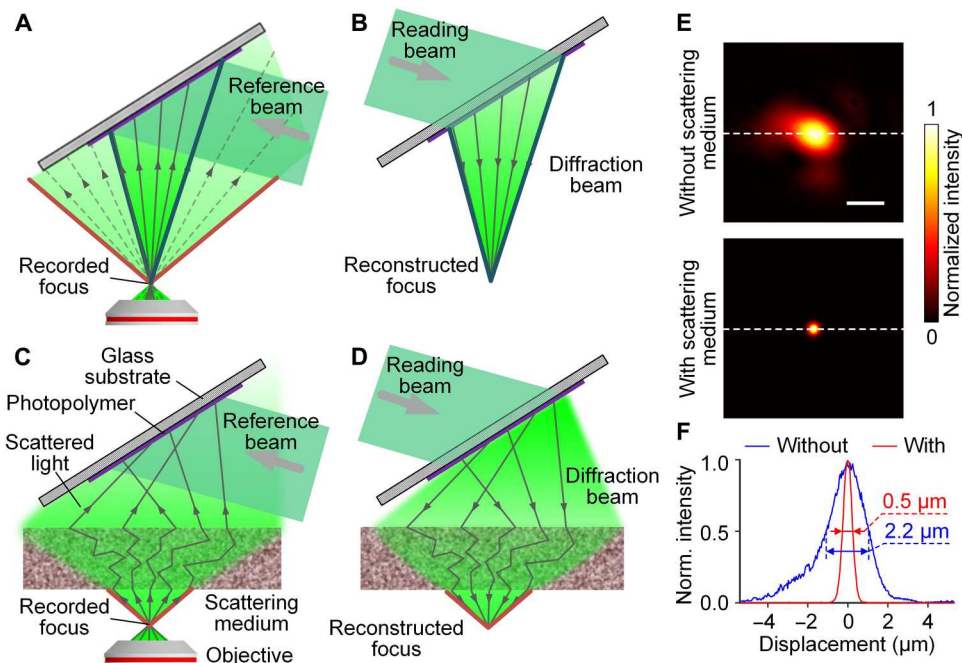 A
Reference
beam
Recorded
focus
B
Reading
beam
Diffraction
beam
Reconstructed
focus
C
Glass
substrate
Photopolymer
Scattered
light
Reference
beam
Recorded
focus
Scattering
medium
Objective
D
Reading
beam
Diffraction
beam
Reconstructed
focus
E
Without scattering
medium
With scattering
medium
1
Normalized intensity
0
F
Without
With
1.0
0.5
0.0
Norm. intensity
0.5 µm
2.2 µm
−4
−2
0
2
4
Displacement (µm)